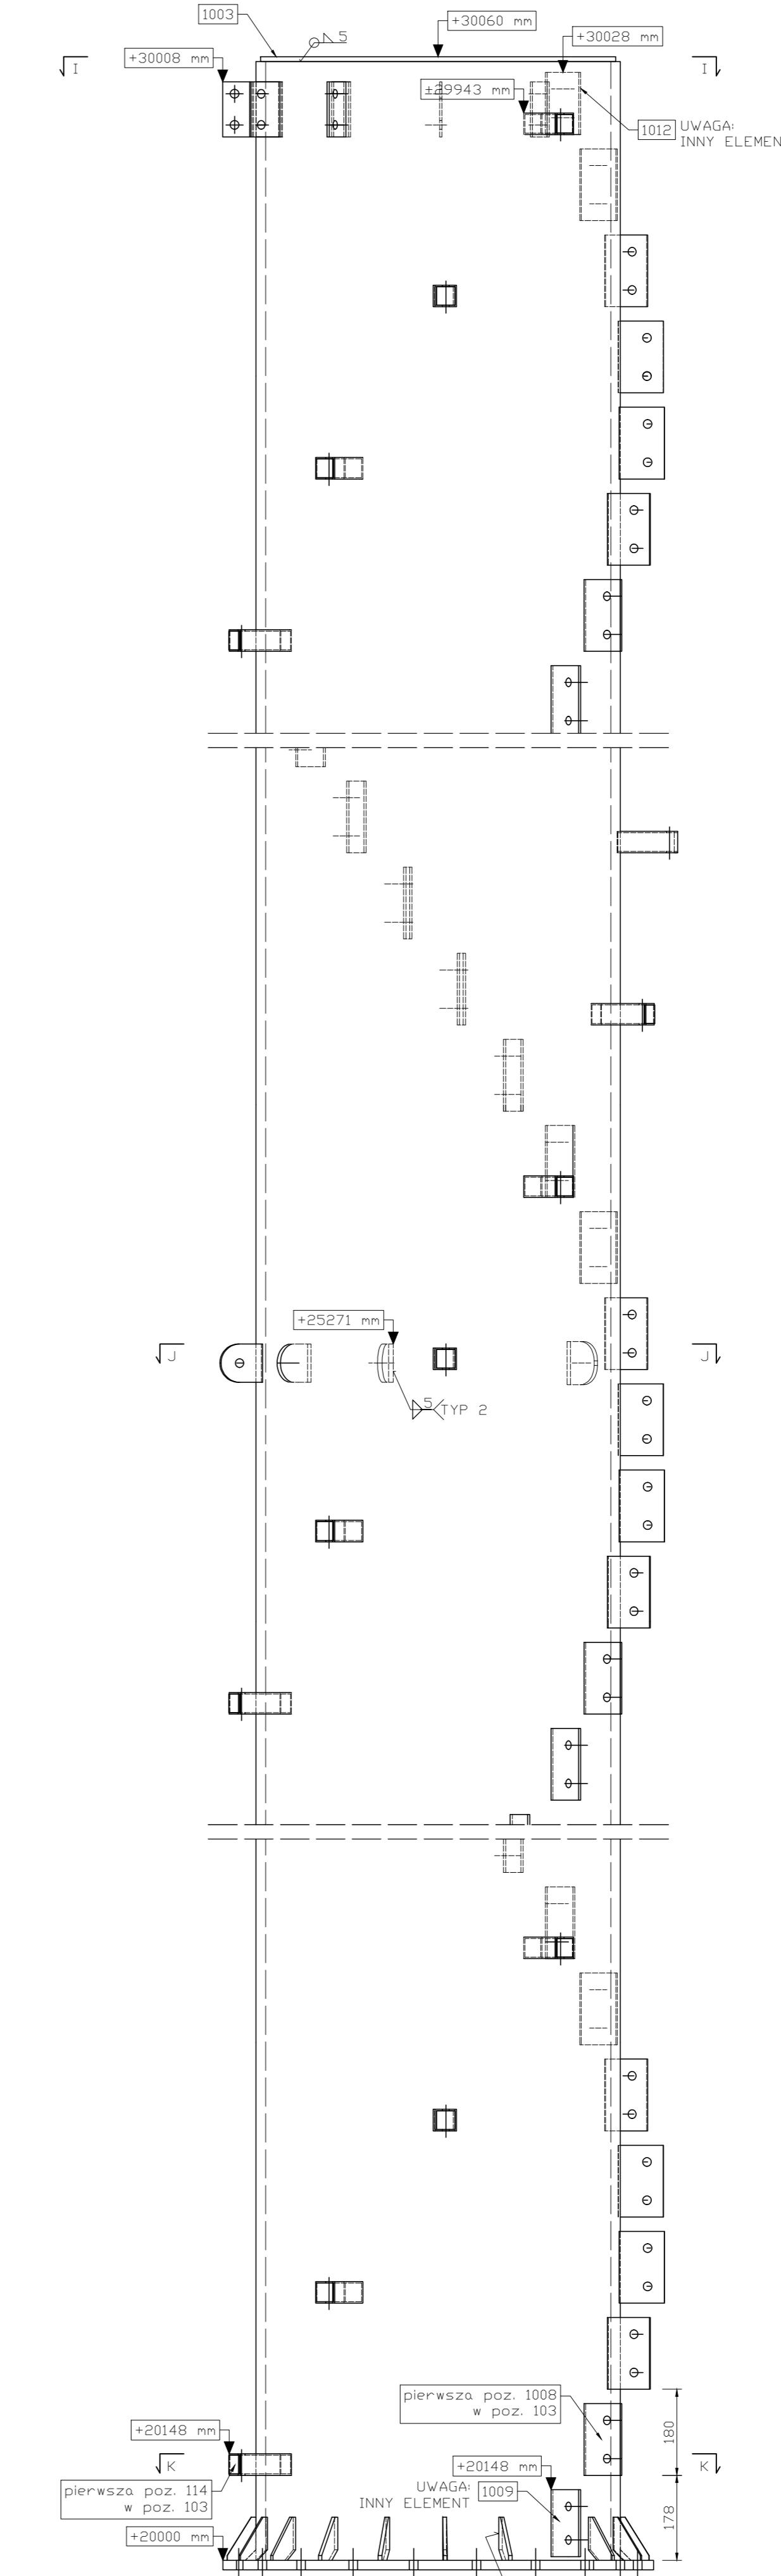 1003
5
+30060 mm
+30008 mm
+30028 mm
I
I
±29943 mm
1012
UWAGA:
INNY ELEMEN
+25271 mm
J
J
5
TYP 2
pierwsza poz. 1008
w poz. 103
180
+20148 mm
K
K
+20148 mm
pierwsza poz. 114
w poz. 103
UWAGA:
INNY ELEMENT
1009
178
+20000 mm